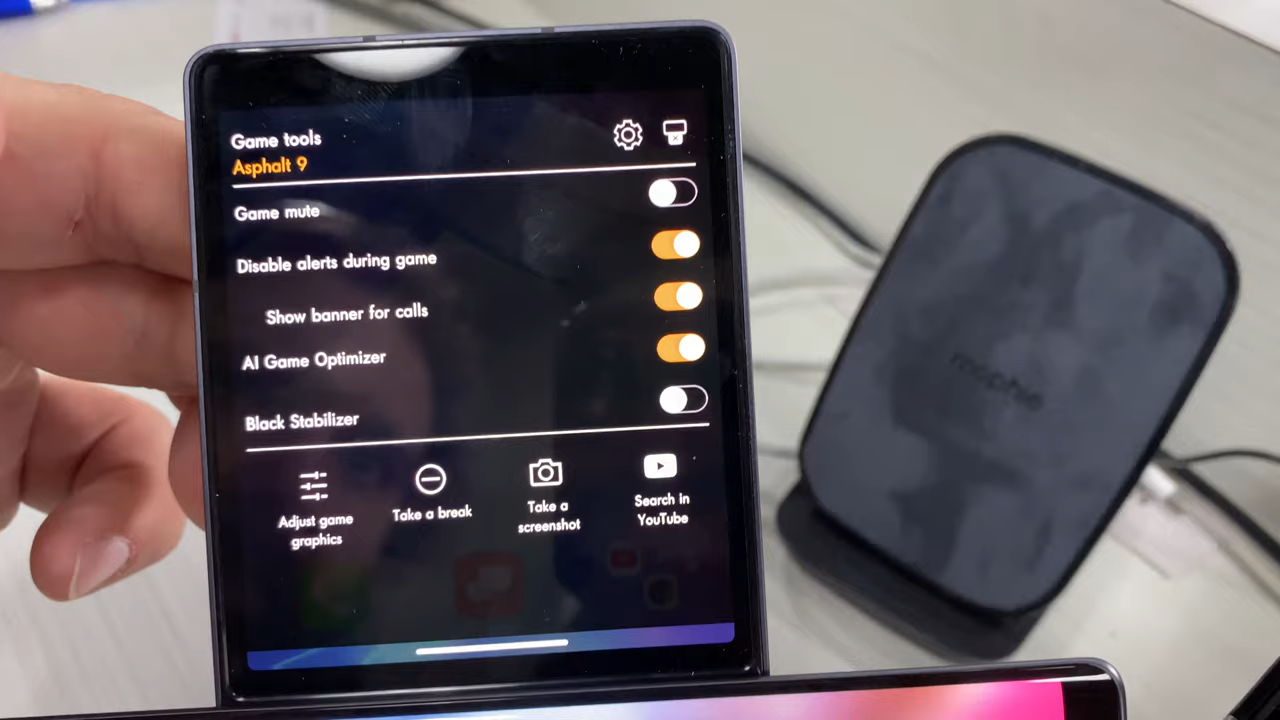 Game tools
Asphalt 9
Game mute
Disable alerts during game
Show banner for calls
AI Game Optimizer
Black Stabilizer
Adjust game
graphics
Take a break
Take a
screenshot
Search in
YouTube
mophie